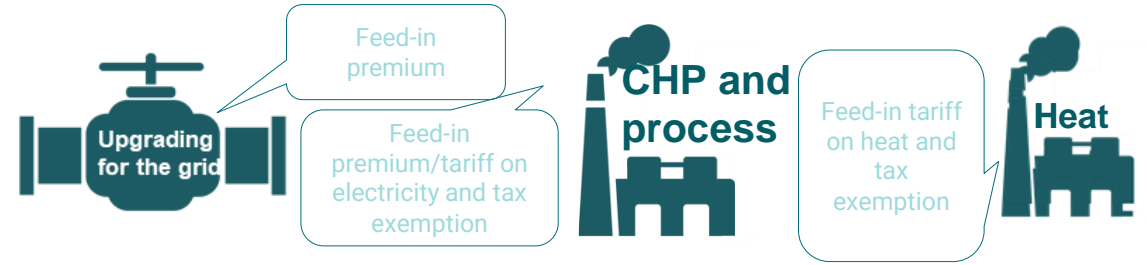 Upgrading
for the grid
Feed-in
premium
Feed-in
premium/tariff on
electricity and tax
exemption
CHP and
process
Feed-in tariff
on heat and
tax
exemption
Heat